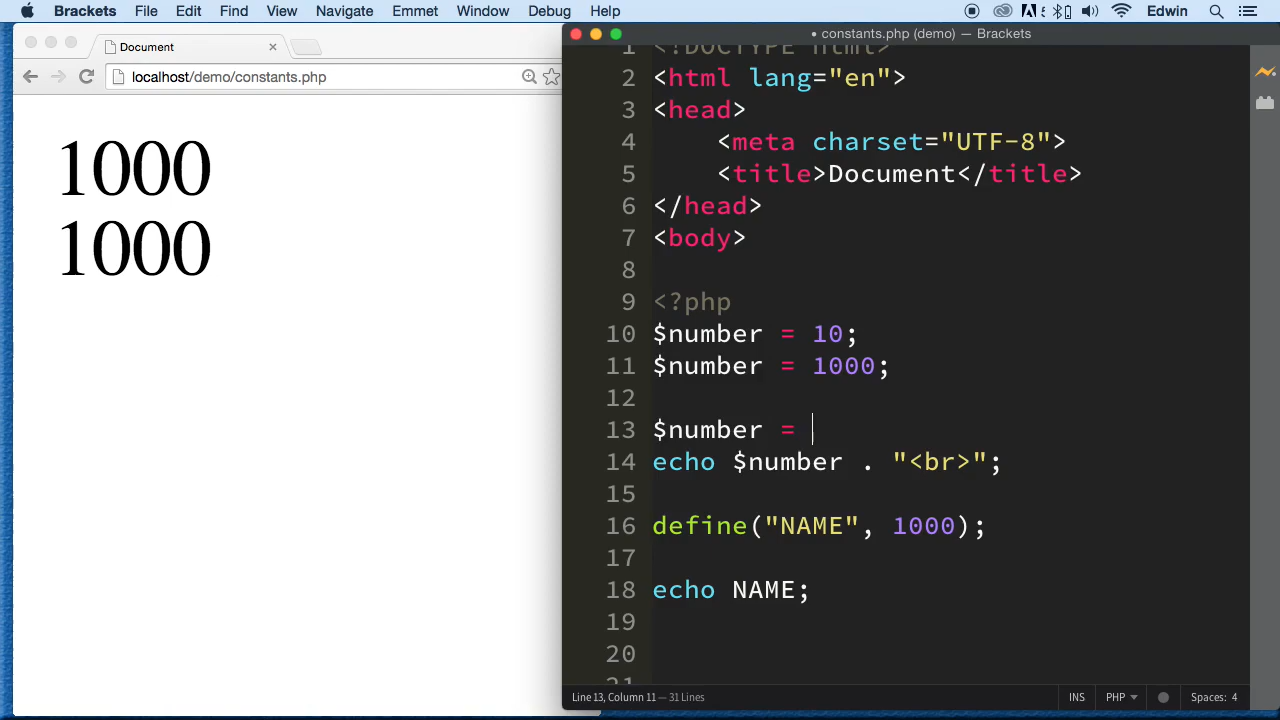 Brackets File Edit Find View Navigate Emmet Window Debug Help Edwin
Document
localhost/demo/constants.php
1000
1000
• constants.php (demo) — Brackets
1 <!DOCTYPE html>
2 <html lang="en">
3 <head>
4 <meta charset="UTF-8">
5 <title>Document</title>
6 </head>
7 <body>
8
9 <?php
10 $number = 10;
11 $number = 1000;
12
13 $number =
14 echo $number . "<br>";
15
16 define("NAME", 1000);
17
18 echo NAME;
19
20
21
Line 13, Column 11 — 31 Lines INS PHP Spaces: 4